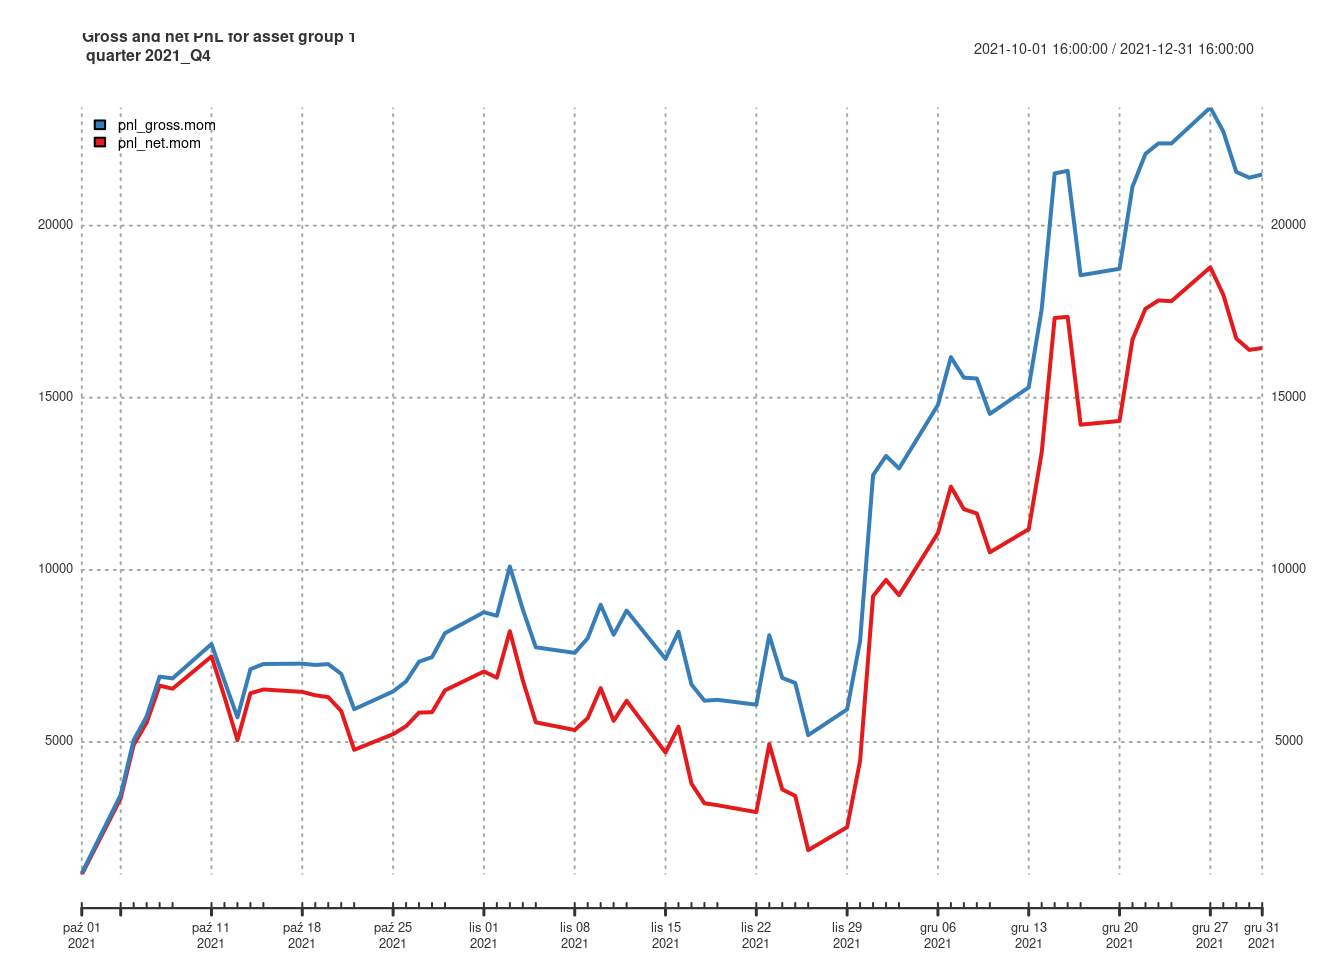 Gross and net PnL for asset group 1
quarter 2021_Q4
2021-10-01 16:00:00 / 2021-12-31 16:00:00
pnl_gross.mom
pnl_net.mom
20000 20000
15000 15000
10000 10000
5000 5000
paź 01 paź 11 paź 18 paź 25 lis 01 lis 08 lis 15 lis 22 lis 29 gru 06 gru 13 gru 20 gru 27 gru 31
2021 2021 2021 2021 2021 2021 2021 2021 2021 2021 2021 2021 2021 2021